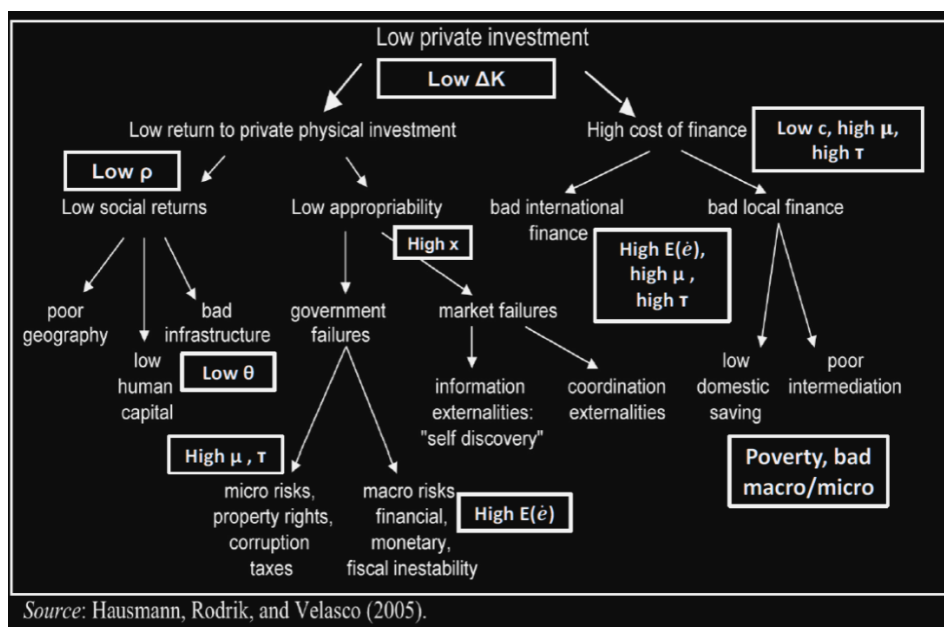 Low private investment
Low ΔK
Low return to private physical investment
High cost of finance
Low c, high μ,
high τ
Low ρ
Low social returns
Low appropriability
bad international
finance
bad local finance
High x
High E(ė),
high μ ,
high τ
poor
geography
bad
infrastructure
government
failures
market failures
low
human
capital
Low θ
information
externalities:
"self discovery"
coordination
externalities
low
domestic
saving
poor
intermediation
High μ , τ
micro risks,
property rights,
corruption
taxes
macro risks
financial,
monetary,
fiscal inestability
High E(ė)
Poverty, bad
macro/micro
Source: Hausmann, Rodrik, and Velasco (2005).